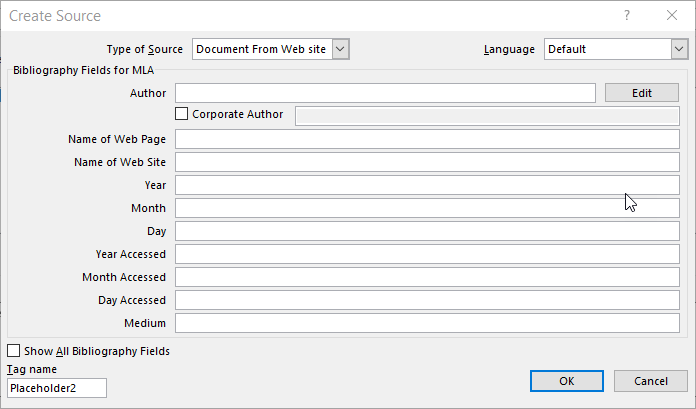 Create Source
Type of Source Document From Web site Language Default
Bibliography Fields for MLA
Author Edit
Corporate Author
Name of Web Page
Name of Web Site
Year
Month
Day
Year Accessed
Month Accessed
Day Accessed
Medium
Show All Bibliography Fields
Tag name
Placeholder2 OK Cancel